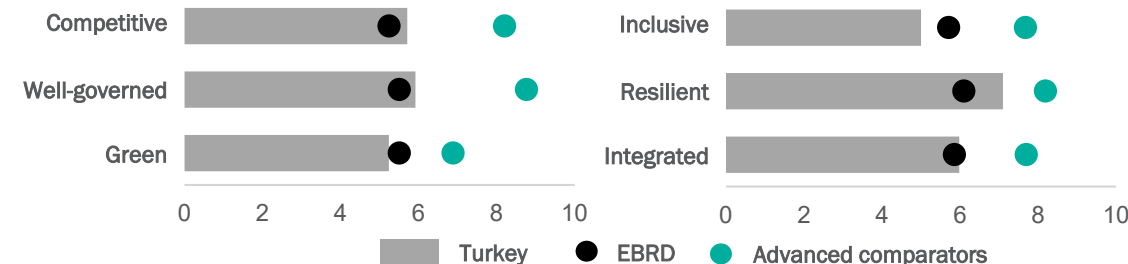 Competitive
Well-governed
Green
0 2 4 6 8 10
Inclusive
Resilient
Integrated
0 2 4 6 8 10
Turkey EBRD Advanced comparators